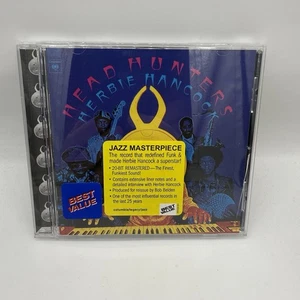 HEAD HUNTERS
HERBIE HANCOCK
JAZZ MASTERPIECE
The record that redefined Funk &
made Herbie Hancock a superstar!
• 20-BIT REMASTERED—The Finest,
Funkiest Sound!
• Contains extensive liner notes and a
detailed interview with Herbie Hancock
• Produced for reissue by Bob Belden
• One of the most influential records in
the last 25 years
BEST
VALUE